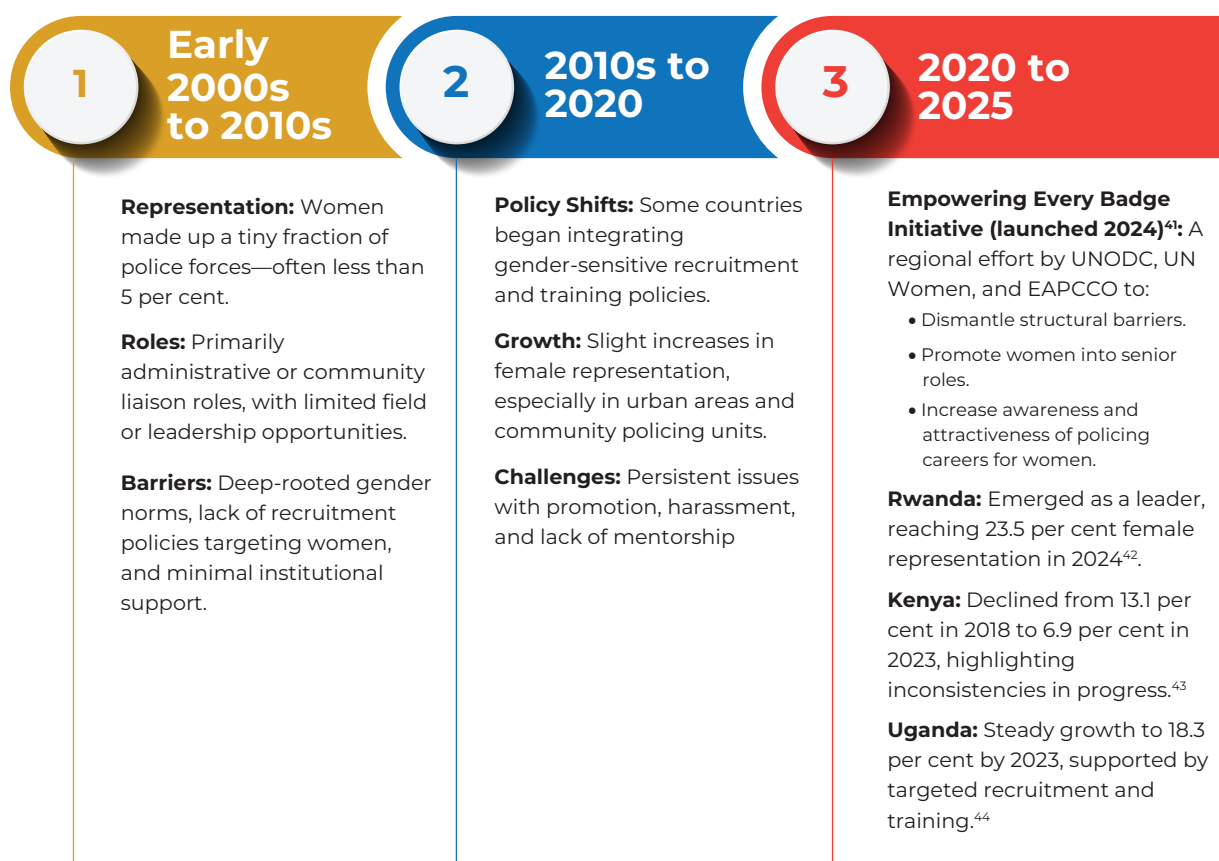 1
Early
2000s
to 2010s
Representation: Women
made up a tiny fraction of
police forces—often less than
5 per cent.
Roles: Primarily
administrative or community
liaison roles, with limited field
or leadership opportunities.
Barriers: Deep-rooted gender
norms, lack of recruitment
policies targeting women,
and minimal institutional
support.
2
2010s to
2020
Policy Shifts: Some countries
began integrating
gender-sensitive recruitment
and training policies.
Growth: Slight increases in
female representation,
especially in urban areas and
community policing units.
Challenges: Persistent issues
with promotion, harassment,
and lack of mentorship
3
2020 to
2025
Empowering Every Badge
Initiative (launched 2024)⁴¹: A
regional effort by UNODC, UN
Women, and EAPCCO to:
• Dismantle structural barriers.
• Promote women into senior
roles.
• Increase awareness and
attractiveness of policing
careers for women.
Rwanda: Emerged as a leader,
reaching 23.5 per cent female
representation in 2024⁴².
Kenya: Declined from 13.1 per
cent in 2018 to 6.9 per cent in
2023, highlighting
inconsistencies in progress.⁴³
Uganda: Steady growth to 18.3
per cent by 2023, supported by
targeted recruitment and
training.⁴⁴